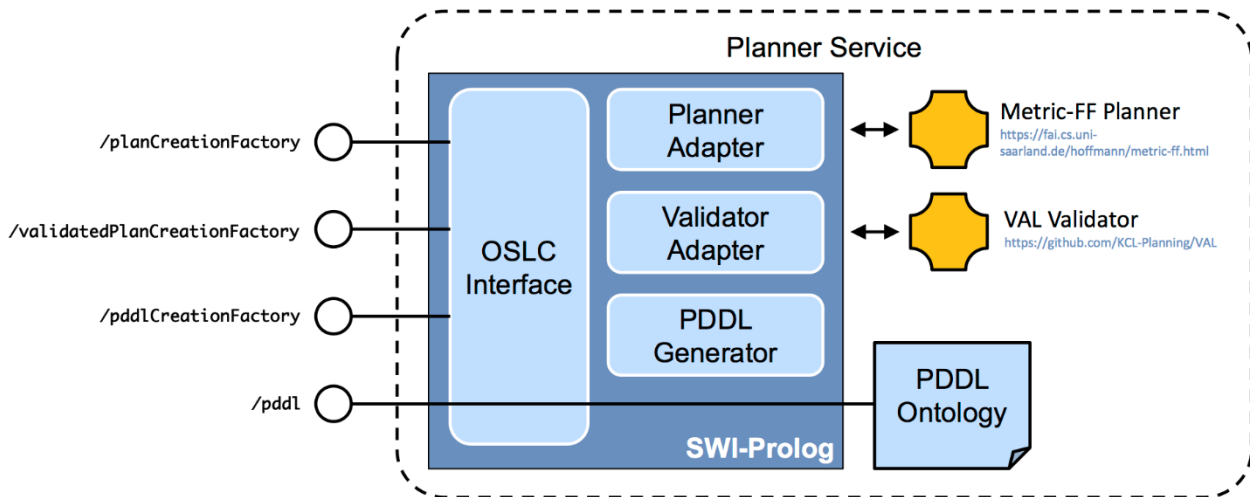 Planner Service
/planCreationFactory
/validatedPlanCreationFactory
/pddlCreationFactory
/pddl
OSLC
Interface
Planner
Adapter
Validator
Adapter
PDDL
Generator
SWI-Prolog
Metric-FF Planner
https://fai.cs.uni-
saarland.de/hoffmann/metric-ff.html
VAL Validator
https://github.com/KCL-Planning/VAL
PDDL
Ontology